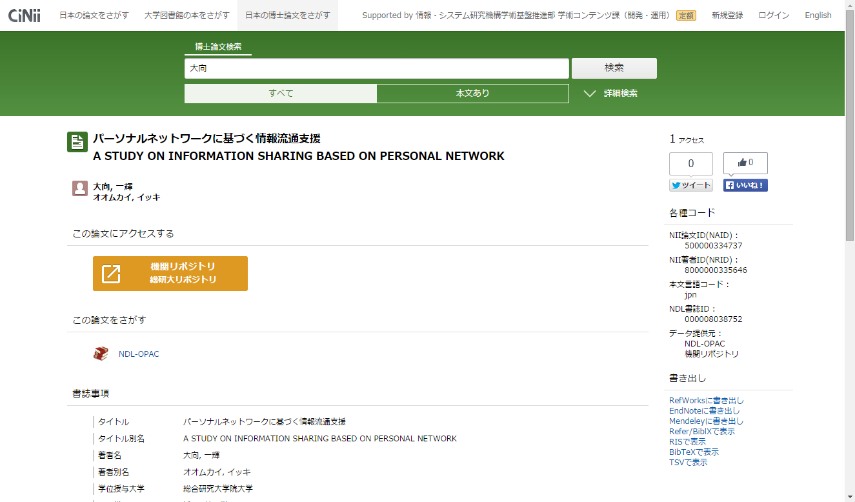 CiNii 日本の論文をさがす 大学図書館の本をさがす 日本の博士論文をさがす Supported by 情報・システム研究機構学術基盤推進部 学術コンテンツ課（開発・運用） 定額 新規登録 ログイン English
博士論文検索
大向 検索
すべて 本文あり 詳細検索
パーソナルネットワークに基づく情報流通支援
A STUDY ON INFORMATION SHARING BASED ON PERSONAL NETWORK
大向, 一輝
オオムカイ, イッキ
この論文にアクセスする
機関リポジトリ
総研大リポジトリ
この論文をさがす
NDL-OPAC
書誌事項
タイトル パーソナルネットワークに基づく情報流通支援
タイトル別名 A STUDY ON INFORMATION SHARING BASED ON PERSONAL NETWORK
著者名 大向, 一輝
著者別名 オオムカイ, イッキ
学位授与大学 総合研究大学院大学
1 アクセス
0 0
ツイート いいね！
各種コード
NII論文ID(NAID)：
500000334737
NII著者ID(NRID)：
8000000335646
本文言語コード：
jpn
NDL書誌ID：
000008038752
データ提供元：
NDL-OPAC
機関リポジトリ
書き出し
RefWorksに書き出し
EndNoteに書き出し
Mendeleyに書き出し
Refer/BibIXで表示
RISで表示
BibTeXで表示
TSVで表示